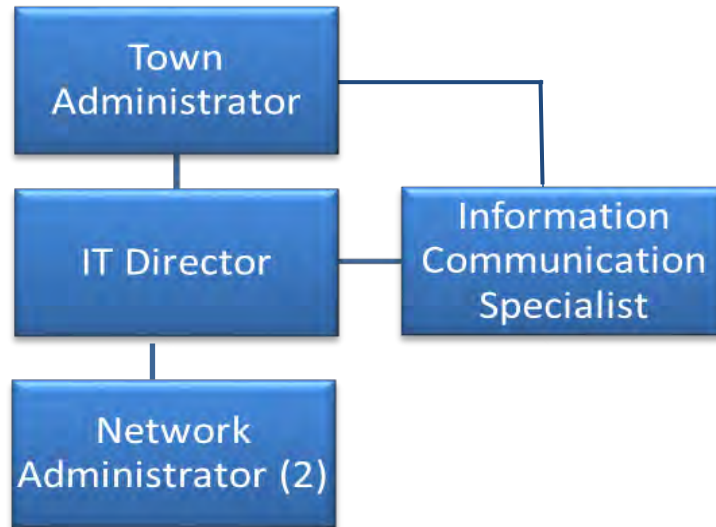 Town
Administrator
IT Director
Information
Communication
Specialist
Network
Administrator (2)